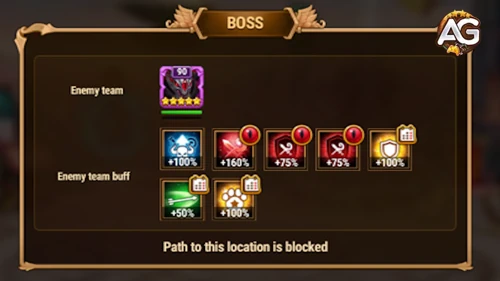 BOSS
AG
Enemy team
90
+100%
+160%
+75%
+75%
+100%
Enemy team buff
+50%
+100%
Path to this location is blocked